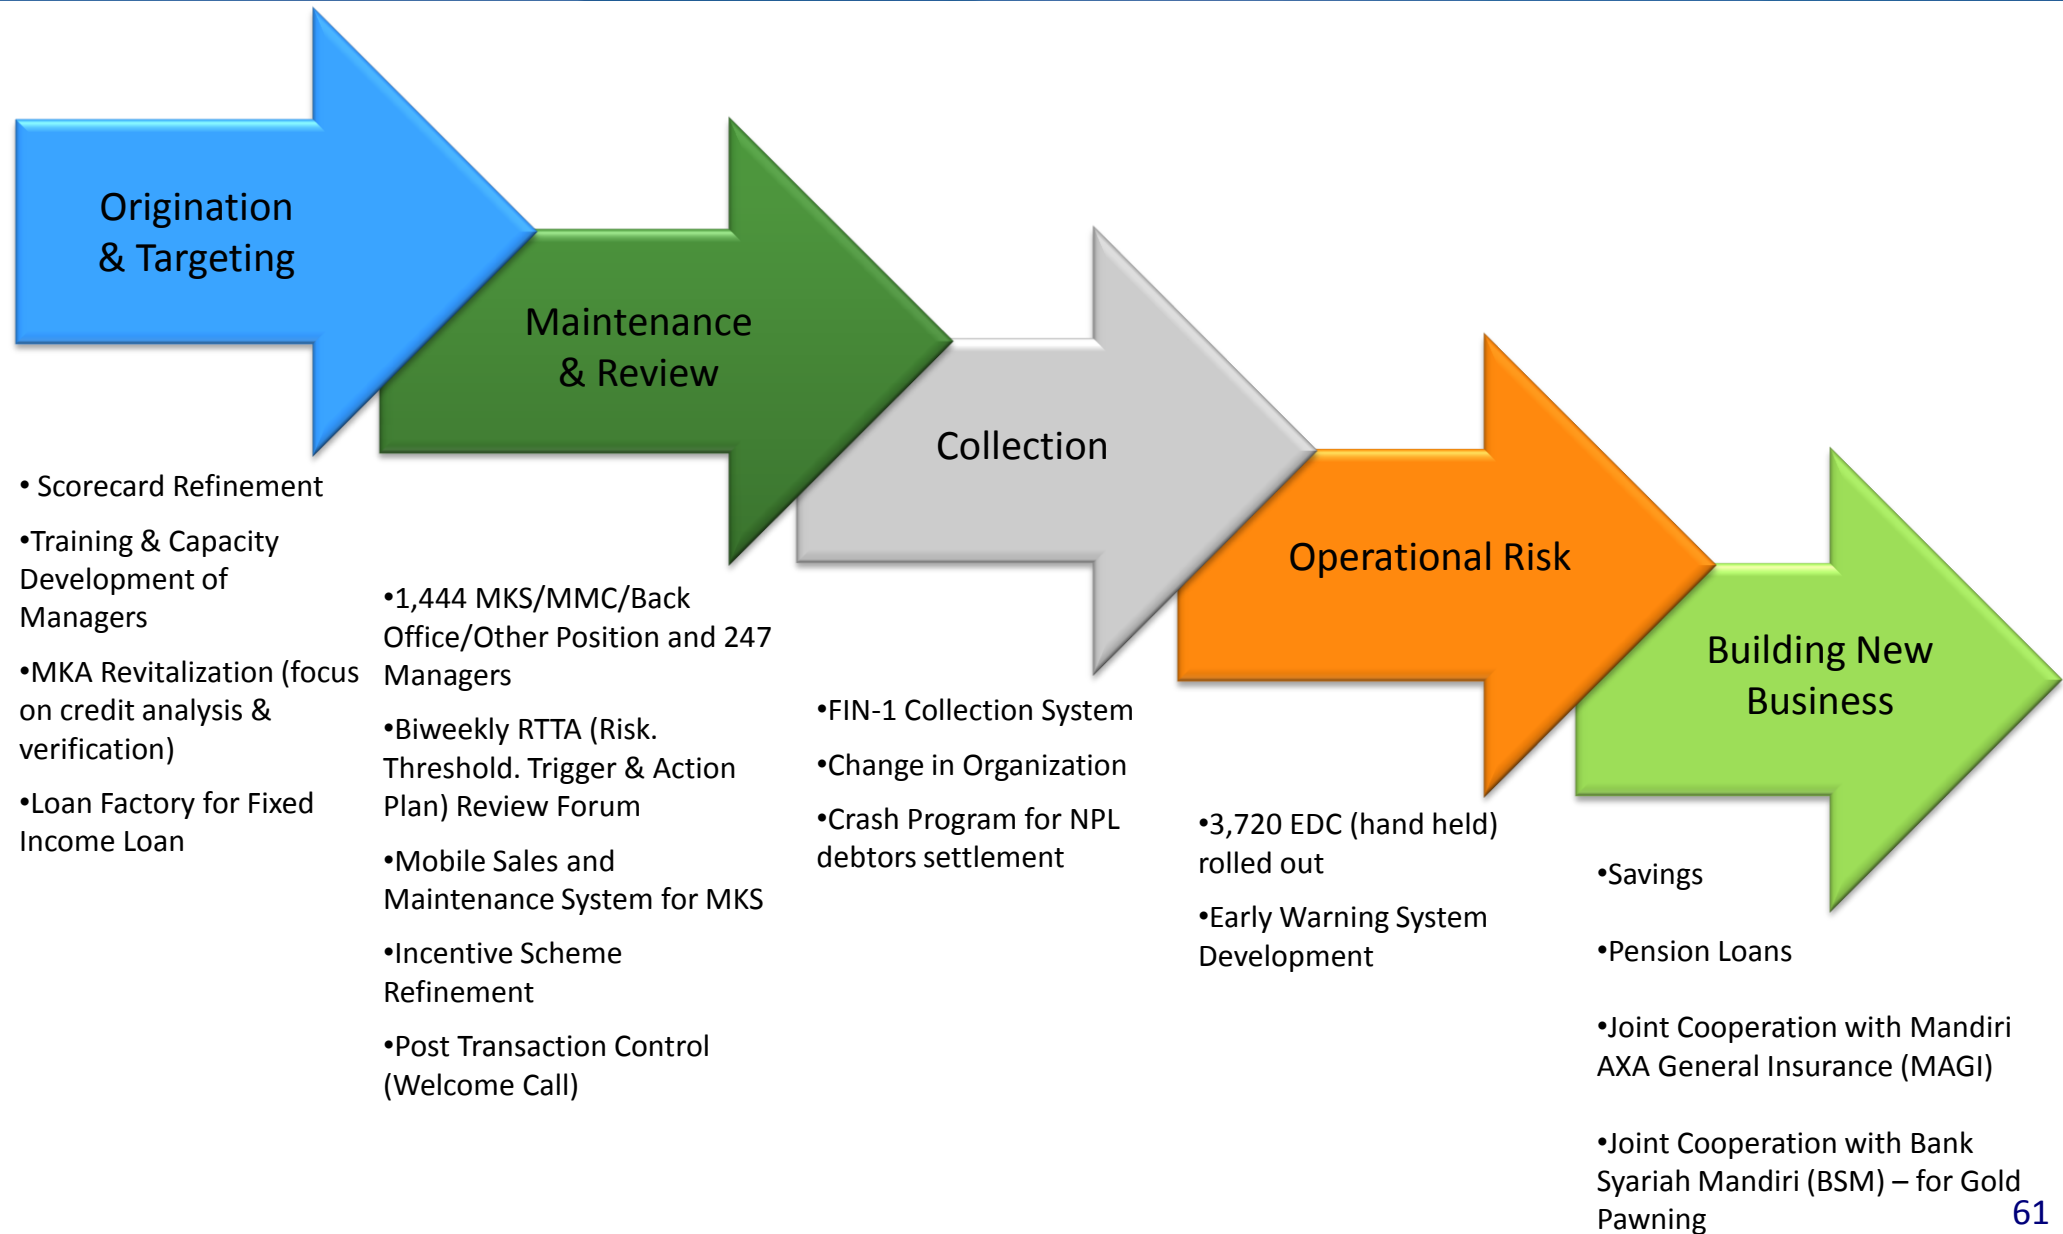 Origination
& Targeting
Maintenance
& Review
Collection
Operational Risk
Building New
Business
• Scorecard Refinement
•Training & Capacity
Development of
Managers
•MKA Revitalization (focus
on credit analysis &
verification)
•Loan Factory for Fixed
Income Loan
•1,444 MKS/MMC/Back
Office/Other Position and 247
Managers
•Biweekly RTTA (Risk.
Threshold. Trigger & Action
Plan) Review Forum
•Mobile Sales and
Maintenance System for MKS
•Incentive Scheme
Refinement
•Post Transaction Control
(Welcome Call)
•FIN-1 Collection System
•Change in Organization
•Crash Program for NPL
debtors settlement
•3,720 EDC (hand held)
rolled out
•Early Warning System
Development
•Savings
•Pension Loans
•Joint Cooperation with Mandiri
AXA General Insurance (MAGI)
•Joint Cooperation with Bank
Syariah Mandiri (BSM) – for Gold
Pawning
61